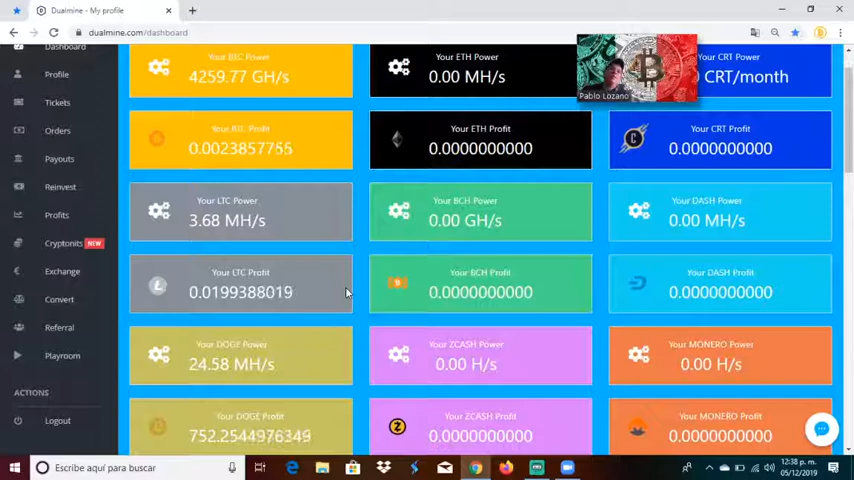 Dualmine - My profile
dualmine.com/dashboard
Dashboard
Profile
Tickets
Orders
Payouts
Reinvest
Profits
Cryptonits NEW
Exchange
Convert
Referral
Playroom
ACTIONS
Logout
Your BTC Power
4259.77 GH/s
Your ETH Power
0.00 MH/s
Your CRT Power
CRT/month
Pablo Lozano
Your BTC Profit
0.0023857755
Your ETH Profit
0.0000000000
Your CRT Profit
0.0000000000
Your LTC Power
3.68 MH/s
Your BCH Power
0.00 GH/s
Your DASH Power
0.00 MH/s
Your LTC Profit
0.0199388019
Your BCH Profit
0.0000000000
Your DASH Profit
0.0000000000
Your DOGE Power
24.58 MH/s
Your ZCASH Power
0.00 H/s
Your MONERO Power
0.00 H/s
Your DOGE Profit
752.2544976349
Your ZCASH Profit
0.0000000000
Your MONERO Profit
0.0000000000
Escribe aquí para buscar
12:38 p. m.
05/12/2019